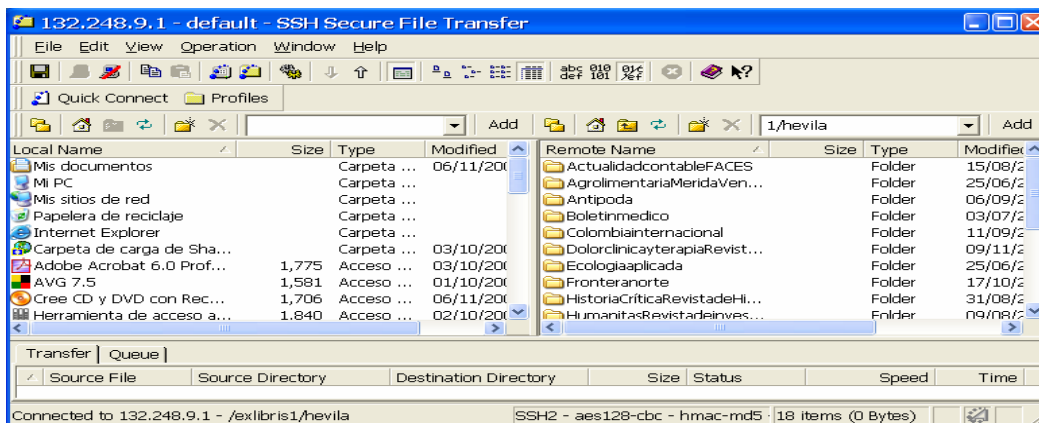 132.248.9.1 - default - SSH Secure File Transfer
File Edit View Operation Window Help
abc def 010 101
Quick Connect Profiles
Add 1/hevila Add
Local Name Size Type Modified Remote Name Size Type Modified
Mis documentos Carpeta ... 06/11/200 ActualidadcontableFACES Folder 15/08/2
Mi PC Carpeta ... AgrolimentariaMeridaVen... Folder 25/06/2
Mis sitios de red Carpeta ... Antipoda Folder 06/09/2
Papelera de reciclaje Carpeta ... Boletinmedico Folder 03/07/2
Internet Explorer Carpeta ... Colombiainternacional Folder 11/09/2
Carpeta de carga de Sha... Carpeta ... 03/10/200 DolorclinicayterapiaRevist... Folder 09/11/2
Adobe Acrobat 6.0 Prof... 1,775 Acceso ... 03/10/200 Ecologiaaplicada Folder 25/06/2
AVG 7.5 1,581 Acceso ... 01/10/200 Fronteranorte Folder 17/10/2
Cree CD y DVD con Rec... 1,706 Acceso ... 06/11/200 HistoriaCríticaRevistadeHi... Folder 31/08/2
Herramienta de acceso a... 1.840 Acceso ... 02/10/200 HumanitasRevistadeinves... Folder 09/08/2
Transfer Queue
Source File Source Directory Destination Directory Size Status Speed Time
Connected to 132.248.9.1 - /exlibris1/hevila SSH2 - aes128-cbc - hmac-md5 - 18 items (0 Bytes)